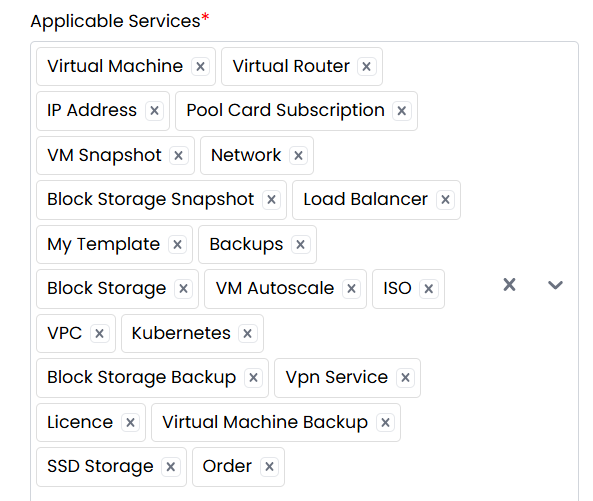 Applicable Services*
Virtual Machine x Virtual Router x
IP Address x Pool Card Subscription x
VM Snapshot x Network x
Block Storage Snapshot x Load Balancer x
My Template x Backups x
Block Storage x VM Autoscale x ISO x
VPC x Kubernetes x
Block Storage Backup x Vpn Service x
Licence x Virtual Machine Backup x
SSD Storage x Order x